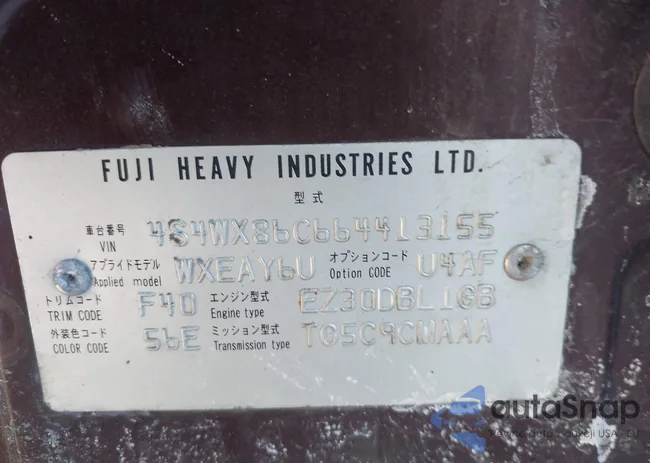 FUJI HEAVY INDUSTRIES LTD.
型式
車台番号 VIN 4S4WX86C664413155
アプライドモデル Applied model WXEAY6U オプションコード Option CODE U4AF
トリムコード TRIM CODE F40 エンジン型式 Engine type EZ30DBL1GB
外装色コード COLOR CODE 56E ミッション型式 Transmission type TG5C9CMAAA
autaSnap